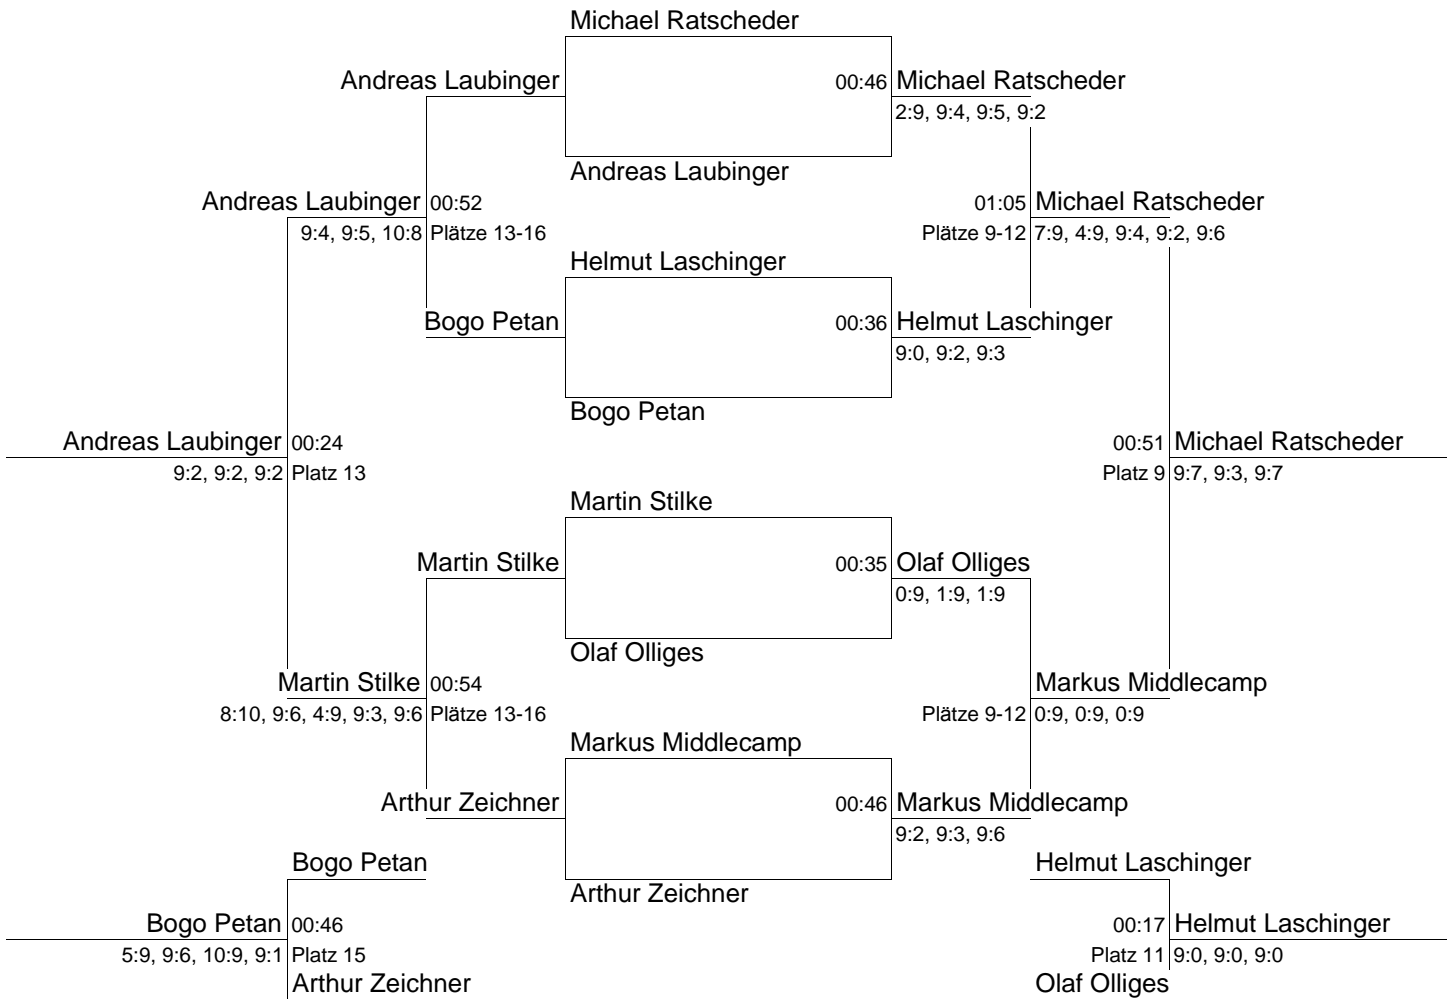 Michael Ratscheder
Andreas Laubinger 00:46 Michael Ratscheder
2:9, 9:4, 9:5, 9:2
Andreas Laubinger
Andreas Laubinger 00:52 01:05 Michael Ratscheder
9:4, 9:5, 10:8 Plätze 13-16 Plätze 9-12 7:9, 4:9, 9:4, 9:2, 9:6
Helmut Laschinger
Bogo Petan 00:36 Helmut Laschinger
9:0, 9:2, 9:3
Bogo Petan
Andreas Laubinger 00:24 00:51 Michael Ratscheder
9:2, 9:2, 9:2 Platz 13 Platz 9 9:7, 9:3, 9:7
Martin Stilke
Martin Stilke 00:35 Olaf Olliges
0:9, 1:9, 1:9
Olaf Olliges
Martin Stilke 00:54 Markus Middlecamp
8:10, 9:6, 4:9, 9:3, 9:6 Plätze 13-16 Plätze 9-12 0:9, 0:9, 0:9
Markus Middlecamp
Arthur Zeichner 00:46 Markus Middlecamp
9:2, 9:3, 9:6
Bogo Petan Helmut Laschinger
Arthur Zeichner
Bogo Petan 00:46 00:17 Helmut Laschinger
5:9, 9:6, 10:9, 9:1 Platz 15 Platz 11 9:0, 9:0, 9:0
Arthur Zeichner Olaf Olliges